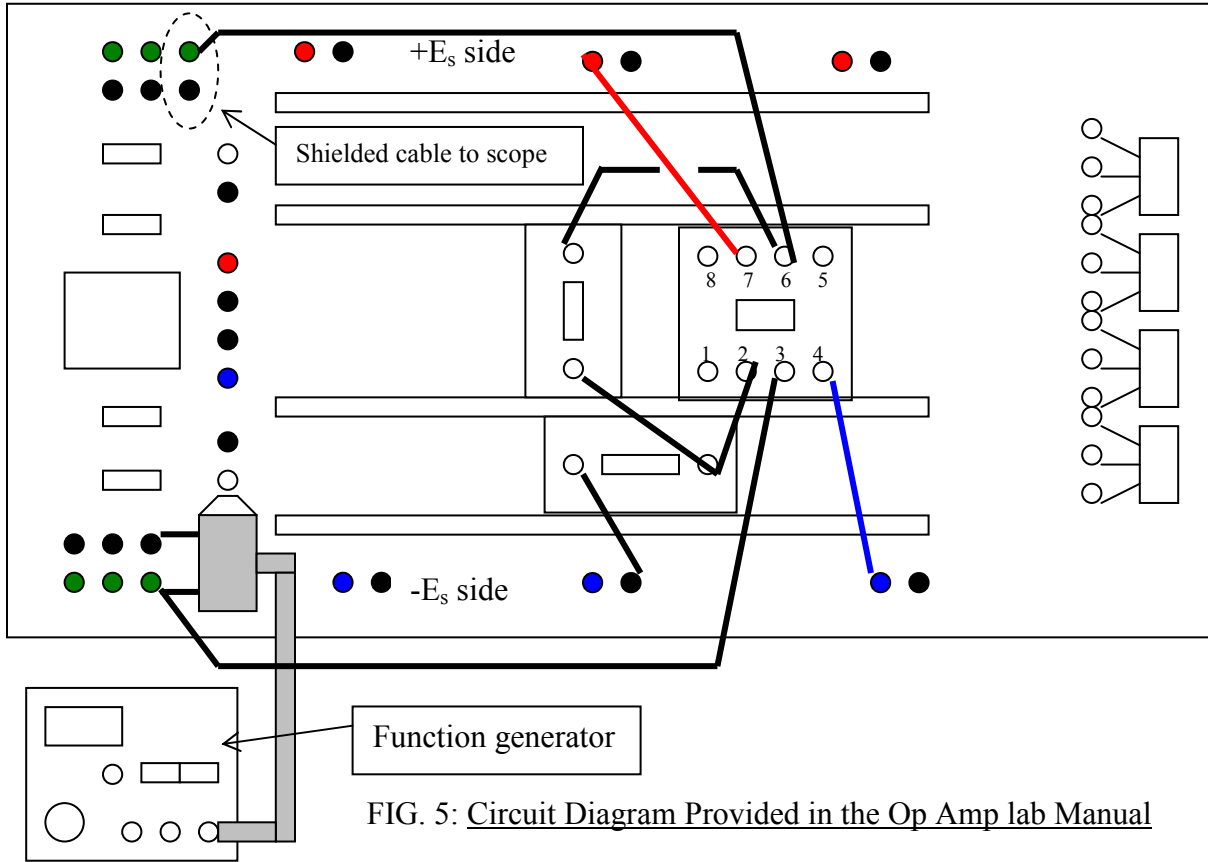 +Es side
Shielded cable to scope
8 7 6 5
1 2 3 4
-Es side
Function generator
FIG. 5: Circuit Diagram Provided in the Op Amp lab Manual